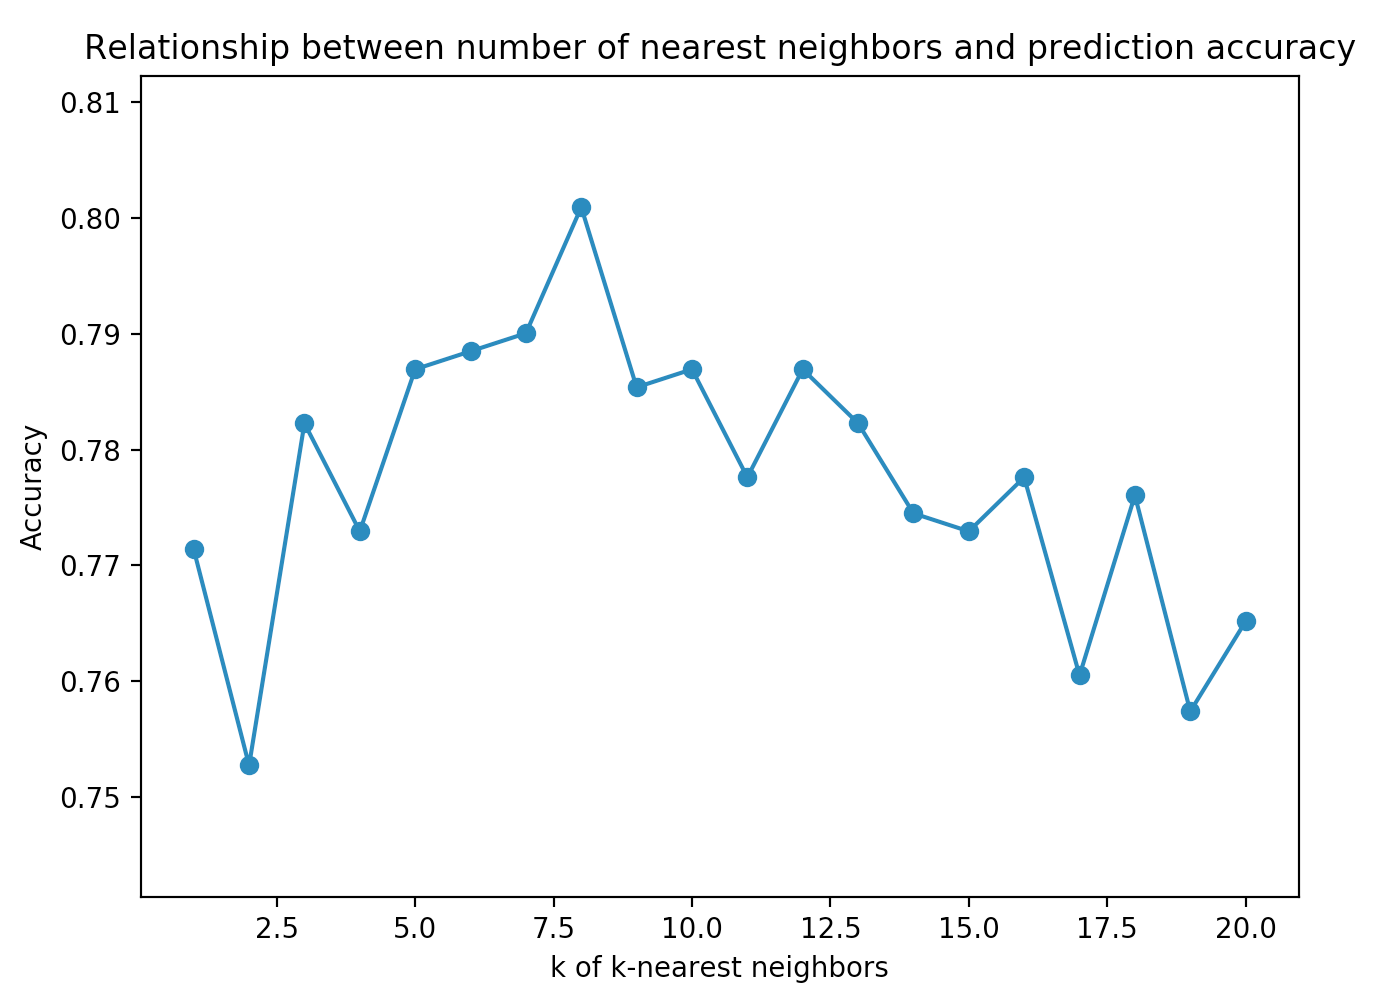 Relationship between number of nearest neighbors and prediction accuracy
0.81
0.80
0.79
0.78
0.77
0.76
0.75
Accuracy
2.5 5.0 7.5 10.0 12.5 15.0 17.5 20.0
k of k-nearest neighbors